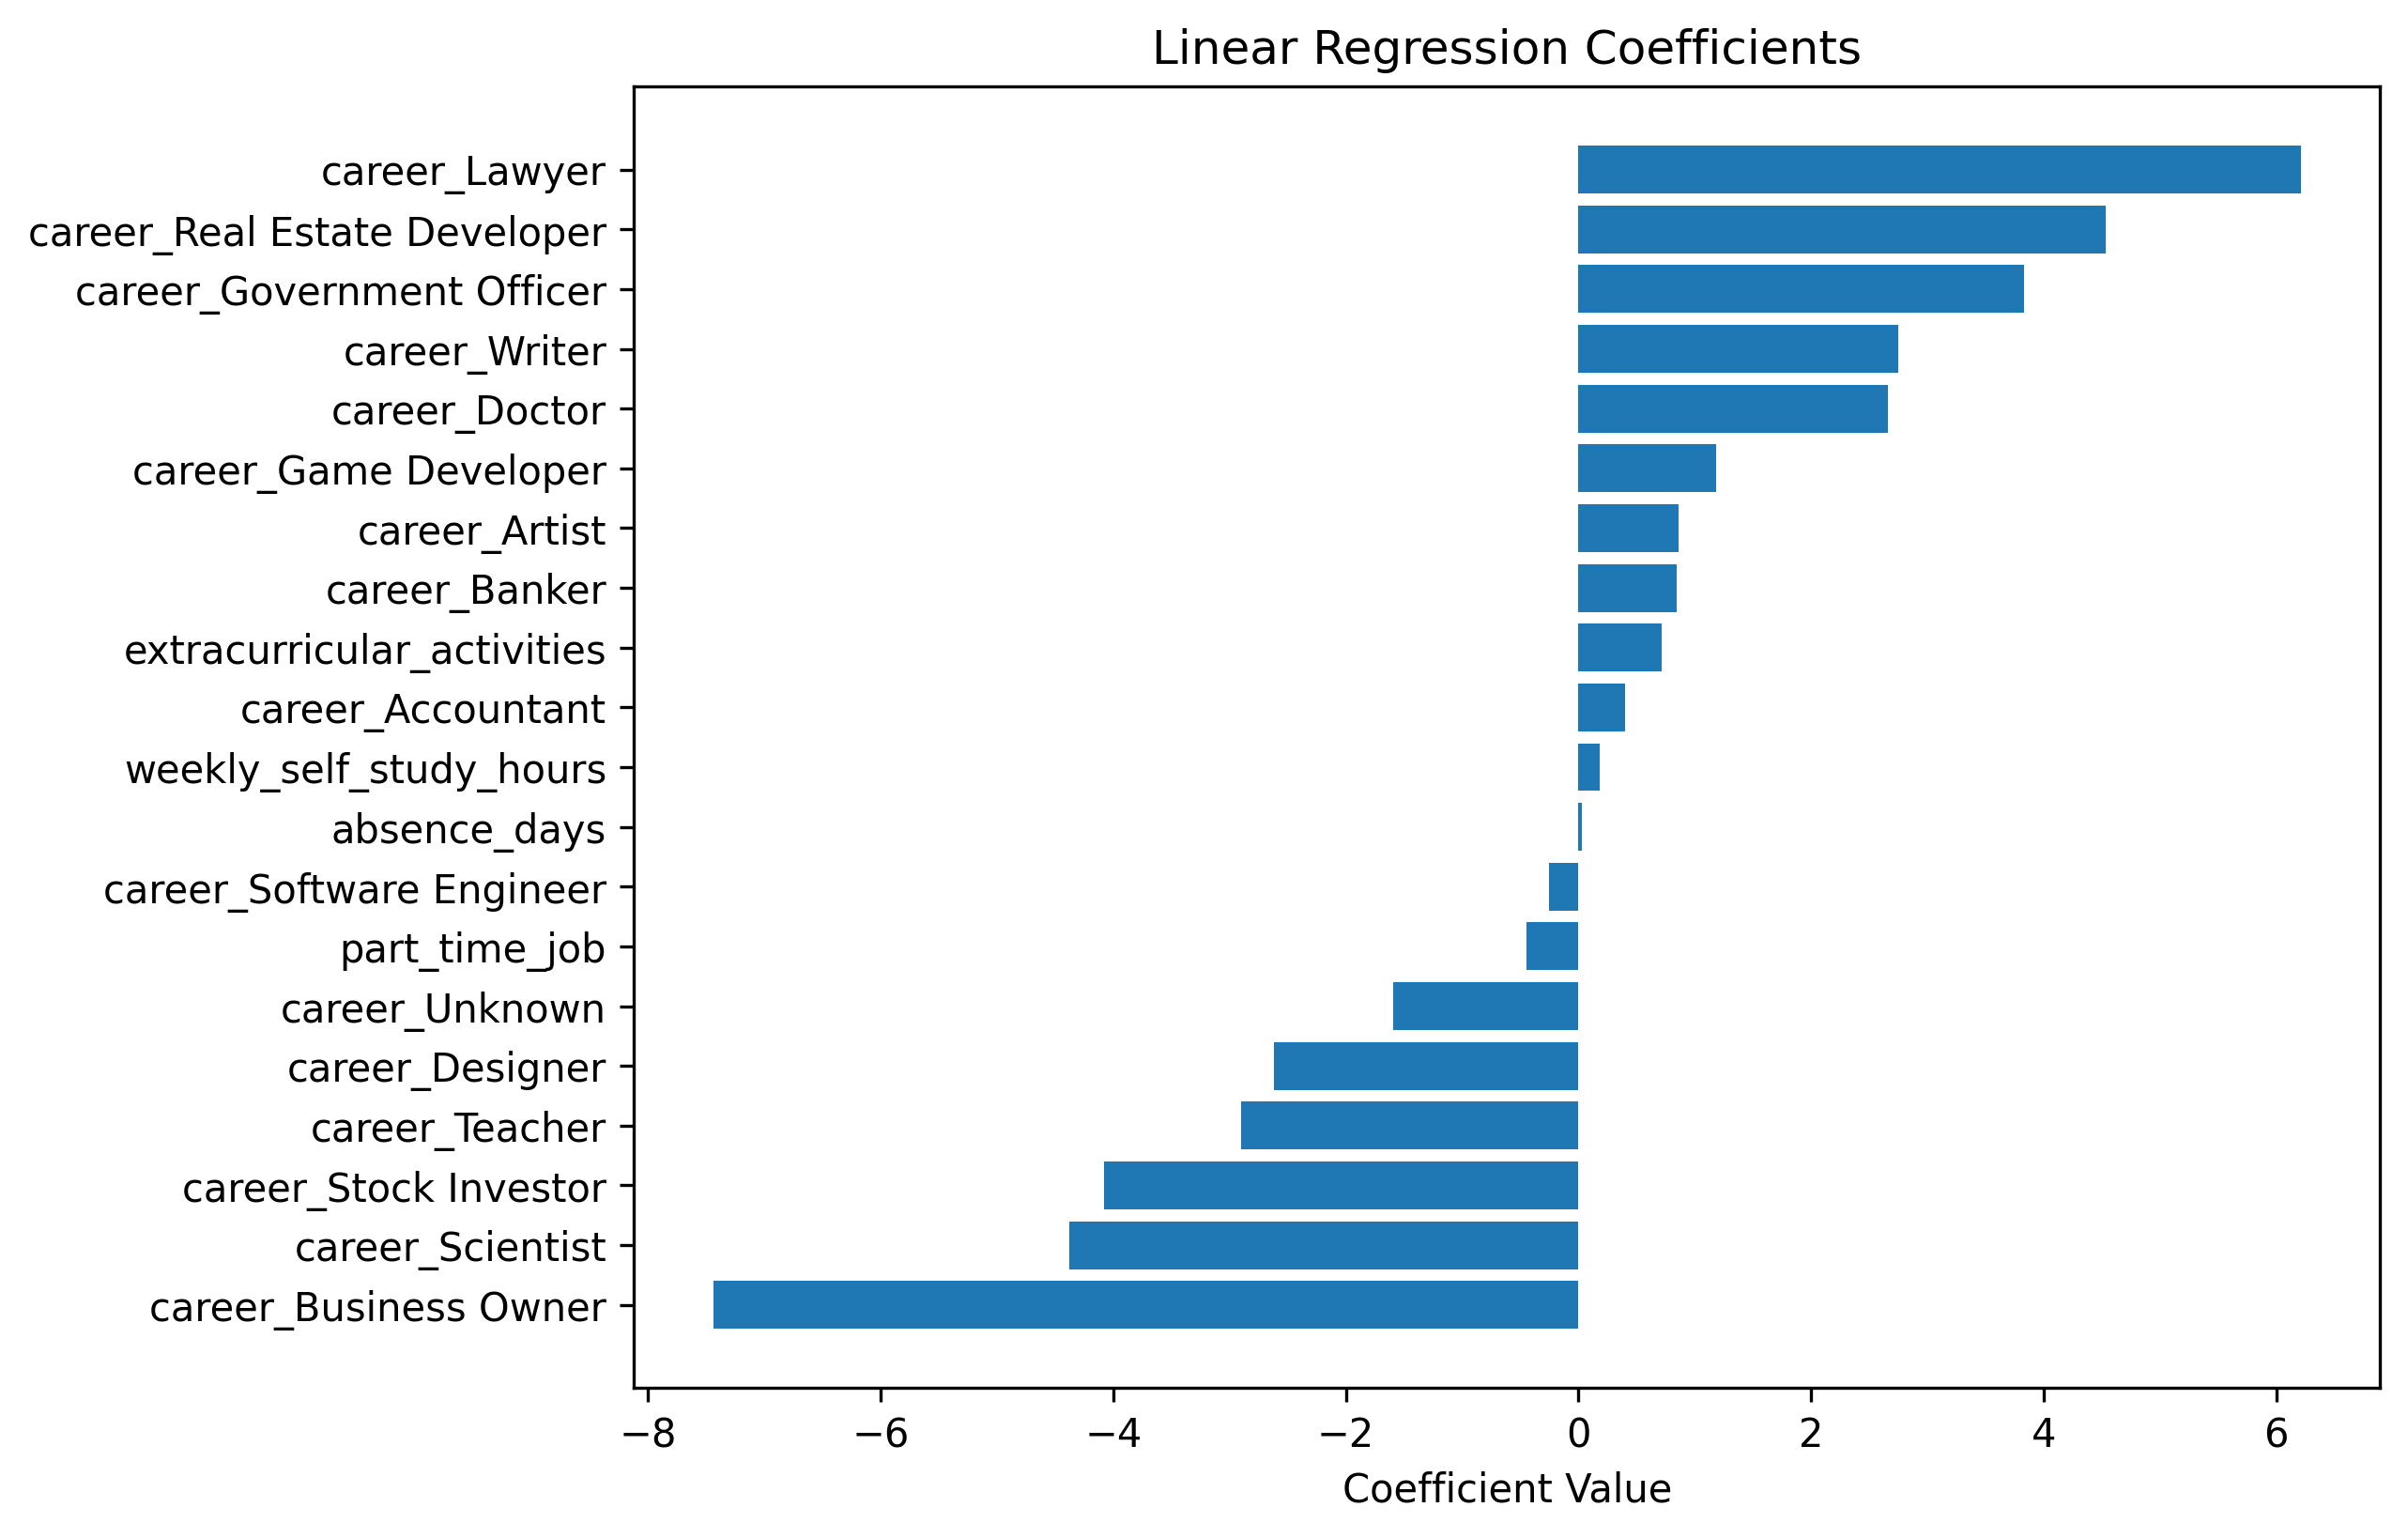 Linear Regression Coefficients
career_Lawyer
career_Real Estate Developer
career_Government Officer
career_Writer
career_Doctor
career_Game Developer
career_Artist
career_Banker
extracurricular_activities
career_Accountant
weekly_self_study_hours
absence_days
career_Software Engineer
part_time_job
career_Unknown
career_Designer
career_Teacher
career_Stock Investor
career_Scientist
career_Business Owner
−8 −6 −4 −2 0 2 4 6
Coefficient Value